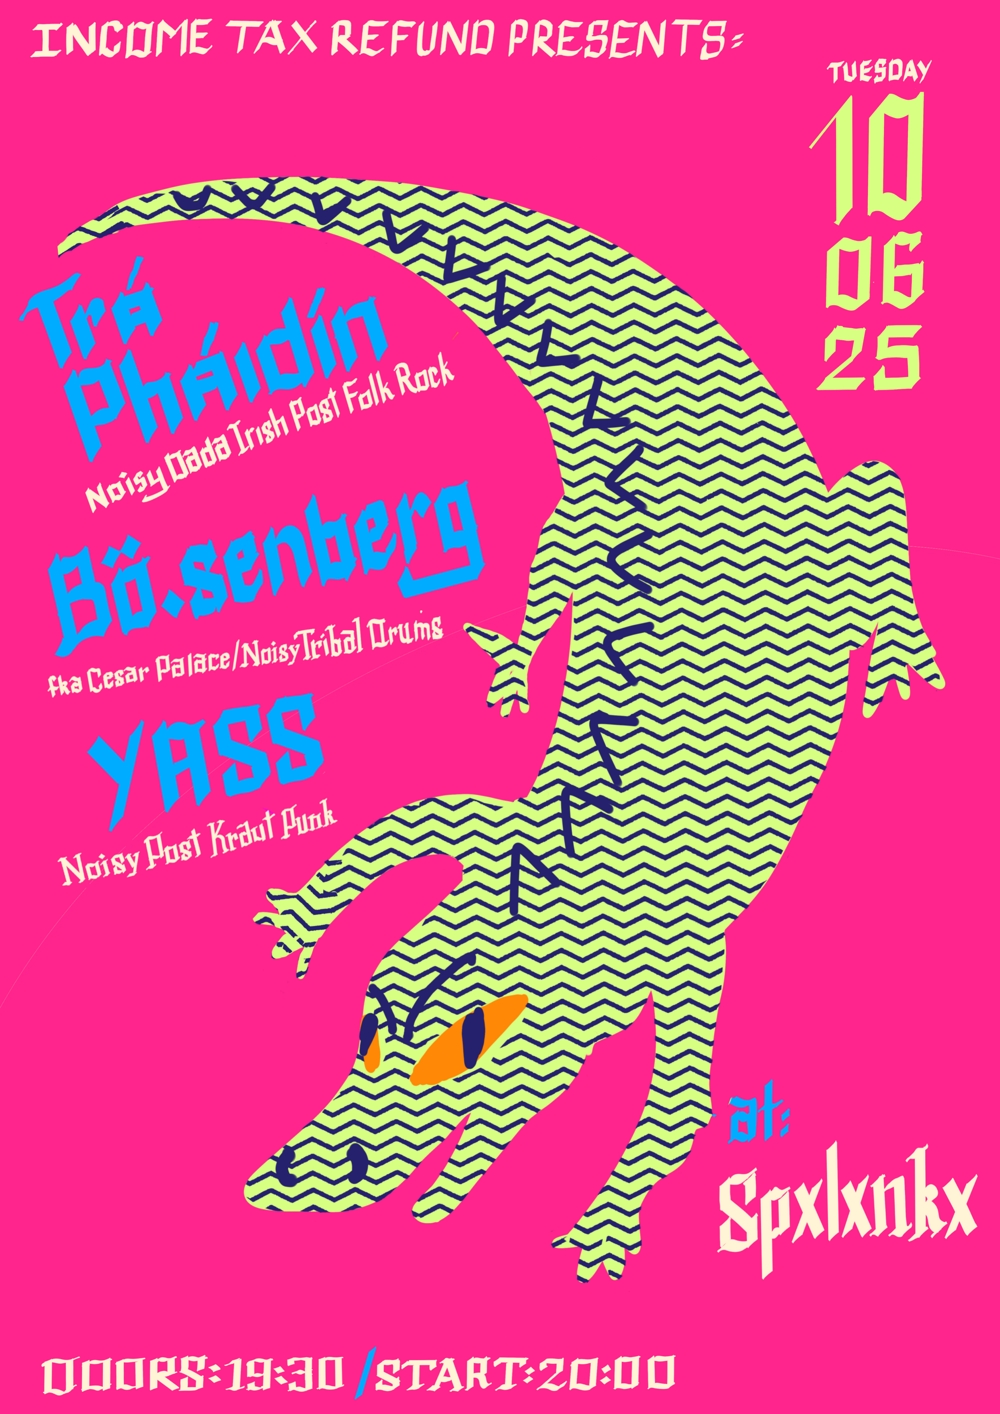 INCOME TAX REFUND PRESENTS:
TUESDAY
10
06
25
Trá
Pháidín
Noisy Dada Irish Post Folk Rock
Bö.senberg
fka Cesar Palace/Noisy Tribal Drums
YASS
Noisy Post Kraut Punk
at:
Spxlxnkx
DOORS:19:30 /START:20:00